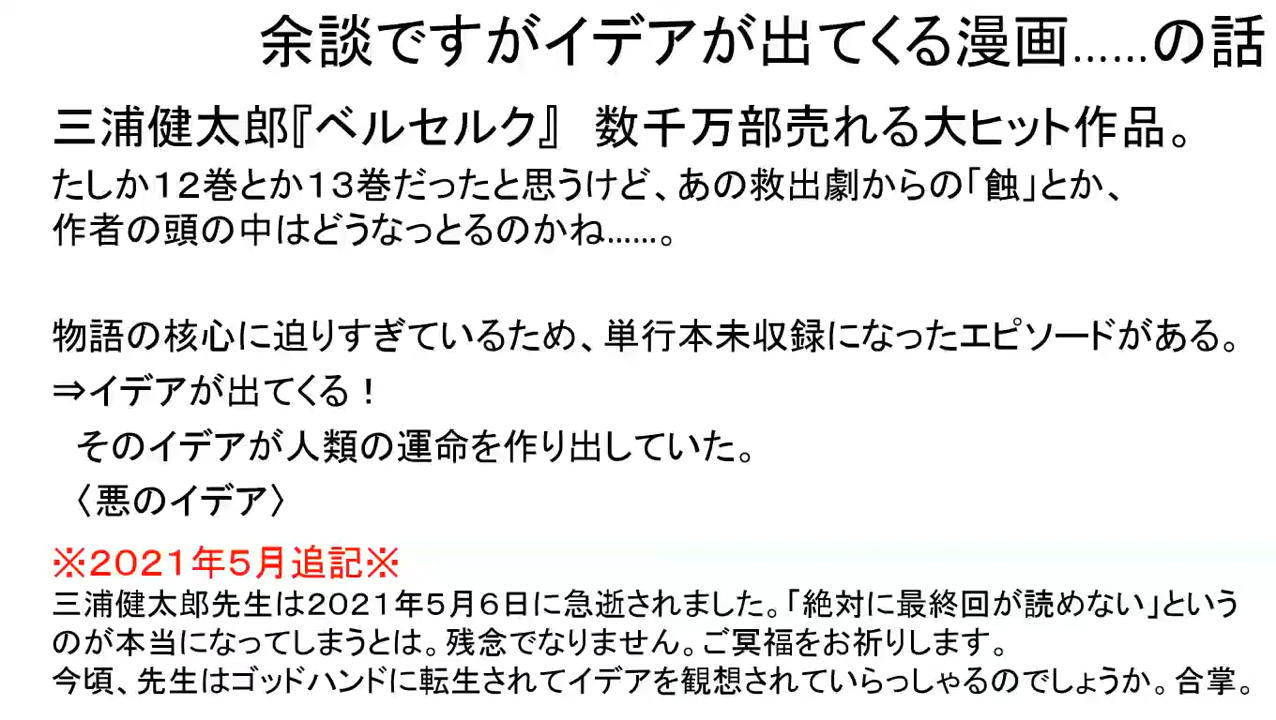 余談ですがイデアが出てくる漫画……の話
三浦健太郎『ベルセルク』　数千万部売れる大ヒット作品。
たしか１２巻とか１３巻だったと思うけど、あの救出劇からの「蝕」とか、
作者の頭の中はどうなっとるのかね……。
物語の核心に迫りすぎているため、単行本未収録になったエピソードがある。
⇒イデアが出てくる！
そのイデアが人類の運命を作り出していた。
〈悪のイデア〉
※２０２１年５月追記※
三浦健太郎先生は２０２１年５月６日に急逝されました。「絶対に最終回が読めない」という
のが本当になってしまうとは。残念でなりません。ご冥福をお祈りします。
今頃、先生はゴッドハンドに転生されてイデアを観想されていらっしゃるのでしょうか。合掌。